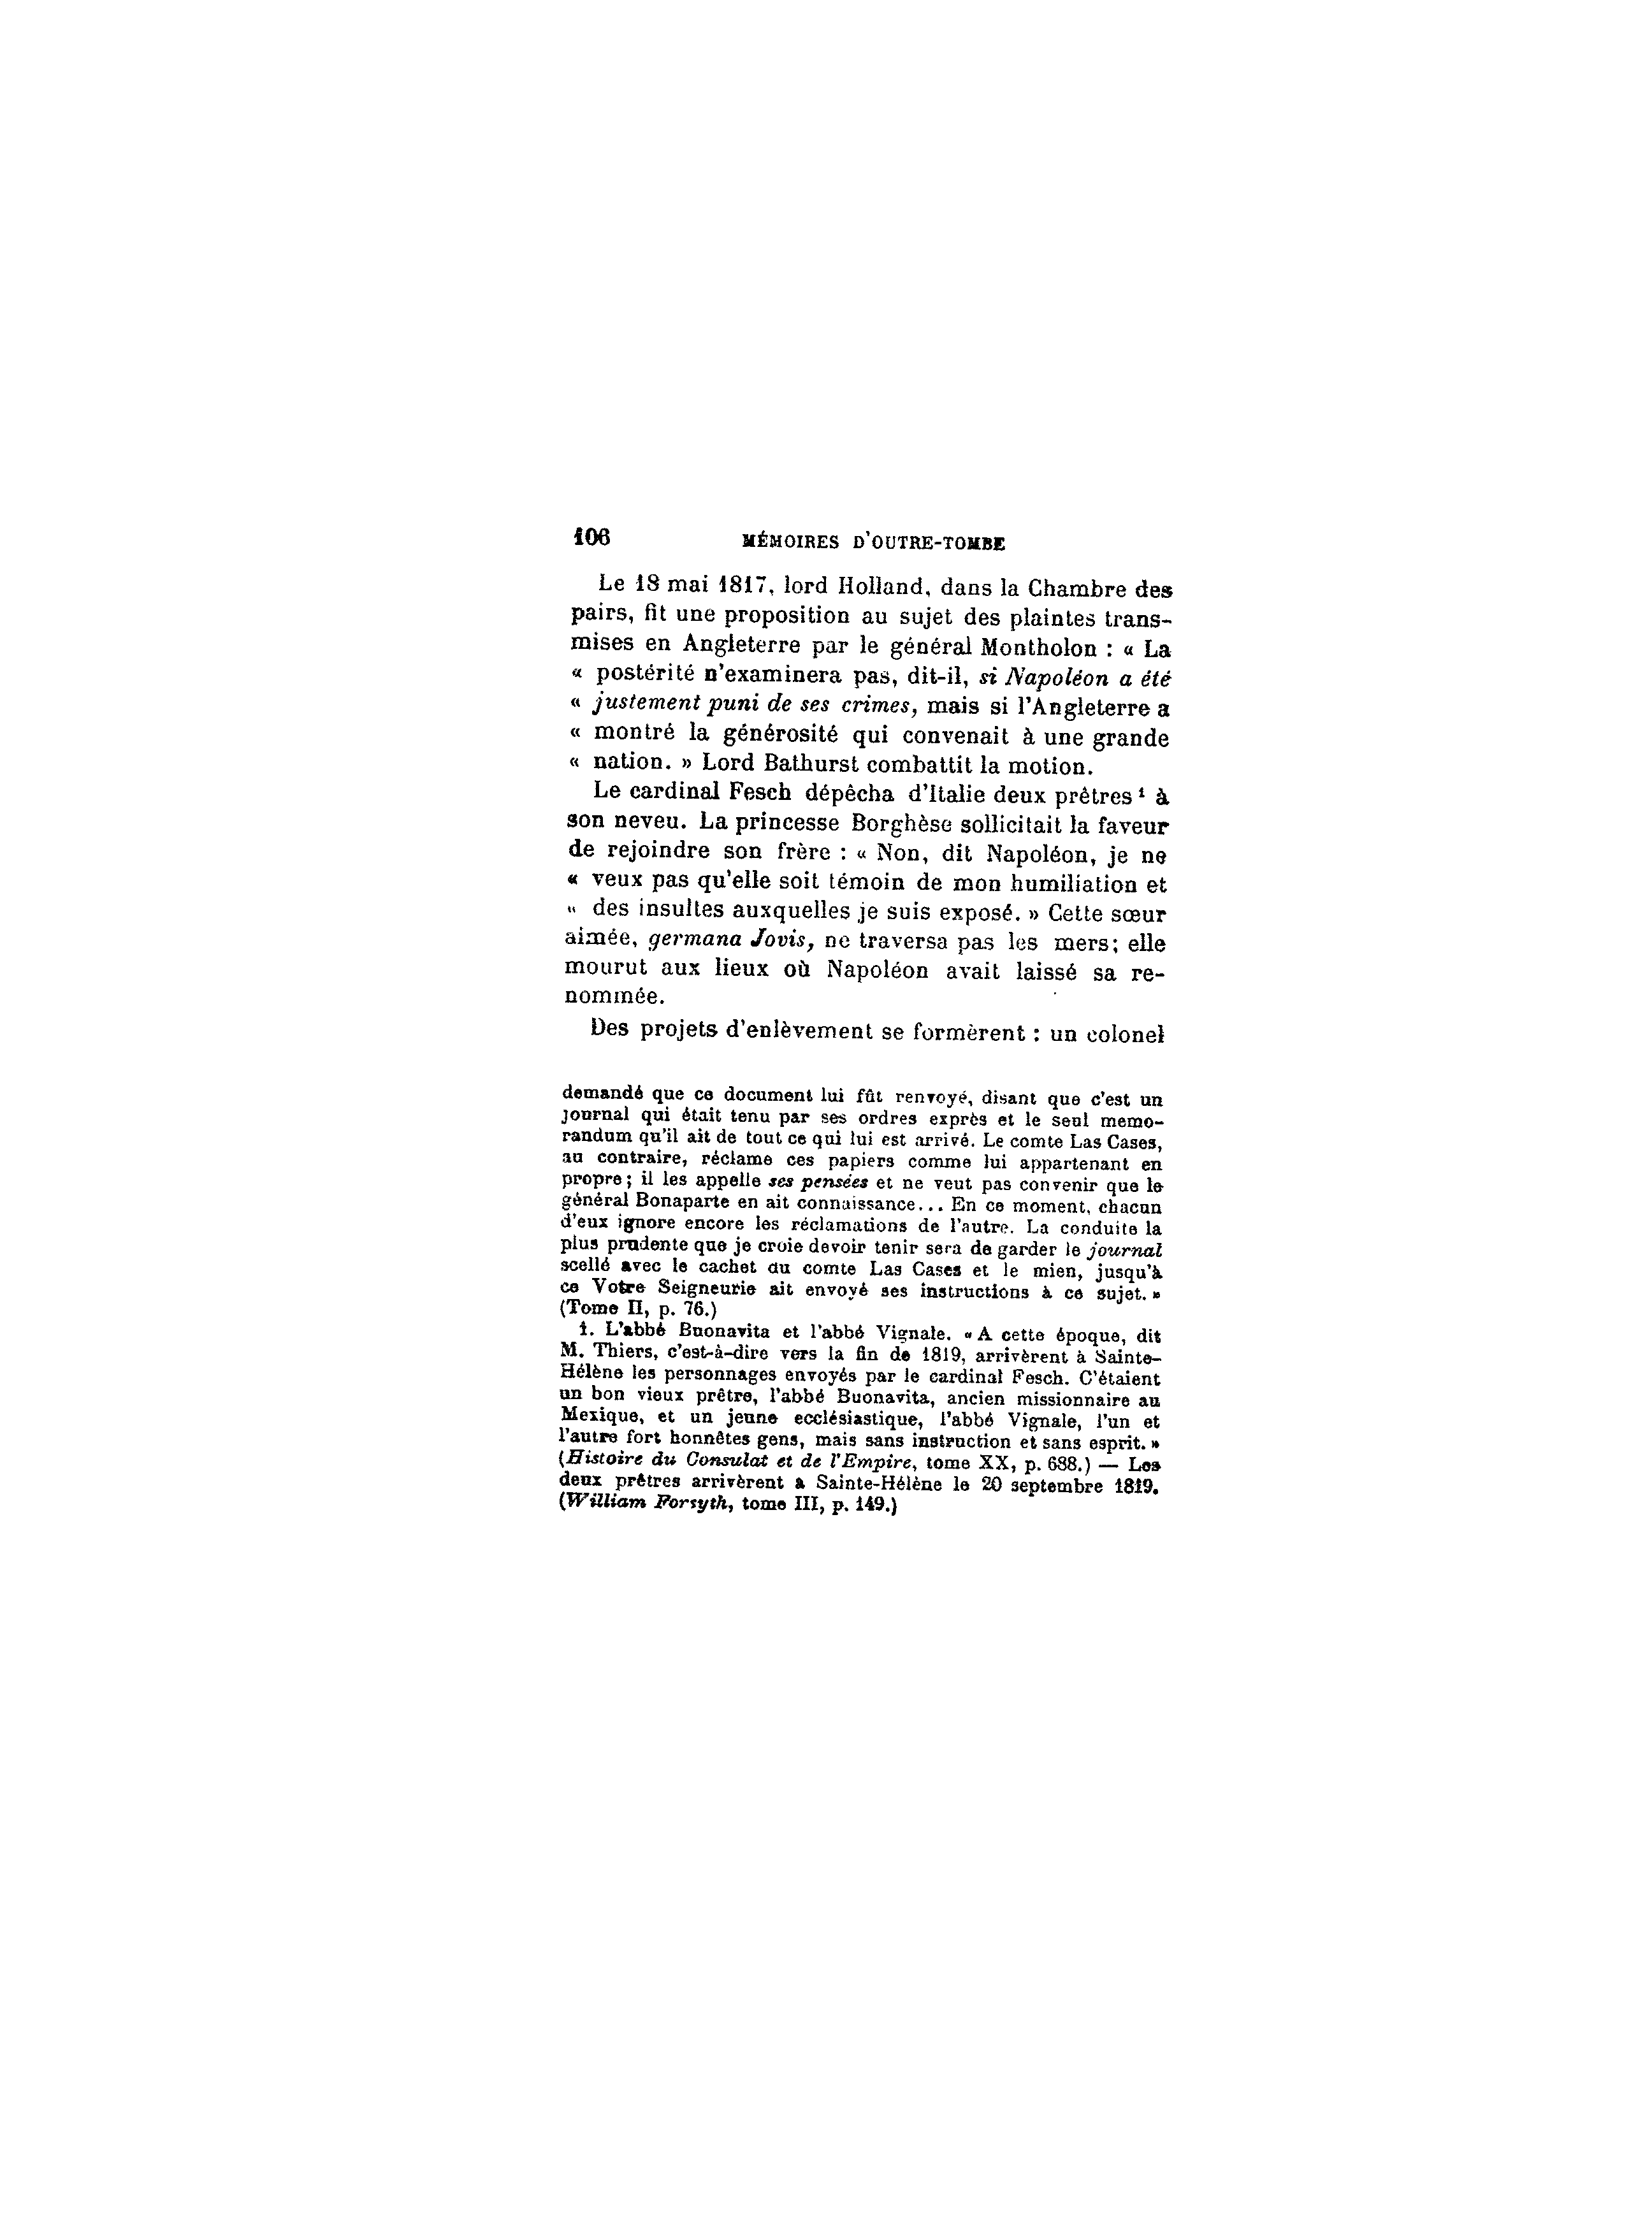 106 MÉMOIRES D'OUTRE-TOMBE
Le 18 mai 1817, lord Holland, dans la Chambre des
pairs, fit une proposition au sujet des plaintes trans-
mises en Angleterre par le général Montholon : « La
« postérité n'examinera pas, dit-il, si Napoléon a été
« justement puni de ses crimes, mais si l'Angleterre a
« montré la générosité qui convenait à une grande
« nation. » Lord Bathurst combattit la motion.
Le cardinal Fesch dépêcha d'Italie deux prêtres ¹ à
son neveu. La princesse Borghèse sollicitait la faveur
de rejoindre son frère : « Non, dit Napoléon, je ne
« veux pas qu'elle soit témoin de mon humiliation et
« des insultes auxquelles je suis exposé. » Cette sœur
aimée, germana Jovis, ne traversa pas les mers; elle
mourut aux lieux où Napoléon avait laissé sa re-
nommée.
Des projets d'enlèvement se formèrent : un colonel
demandé que ce document lui fût renvoyé, disant que c'est un
journal qui était tenu par ses ordres exprès et le seul memo-
randum qu'il ait de tout ce qui lui est arrivé. Le comte Las Cases,
au contraire, réclame ces papiers comme lui appartenant en
propre; il les appelle ses pensées et ne veut pas convenir que le
général Bonaparte en ait connaissance... En ce moment, chacun
d'eux ignore encore les réclamations de l'autre. La conduite la
plus prudente que je croie devoir tenir sera de garder le journal
scellé avec le cachet du comte Las Cases et le mien, jusqu'à
ce Votre Seigneurie ait envoyé ses instructions à ce sujet. »
(Tome II, p. 76.)
1. L'abbé Buonavita et l'abbé Vignale. « A cette époque, dit
M. Thiers, c'est-à-dire vers la fin de 1819, arrivèrent à Sainte-
Hélène les personnages envoyés par le cardinal Fesch. C'étaient
un bon vieux prêtre, l'abbé Buonavita, ancien missionnaire au
Mexique, et un jeune ecclésiastique, l'abbé Vignale, l'un et
l'autre fort honnêtes gens, mais sans instruction et sans esprit. »
(Histoire du Consulat et de l'Empire, tome XX, p. 688.) — Les
deux prêtres arrivèrent à Sainte-Hélène le 20 septembre 1819.
(William Forsyth, tome III, p. 149.)